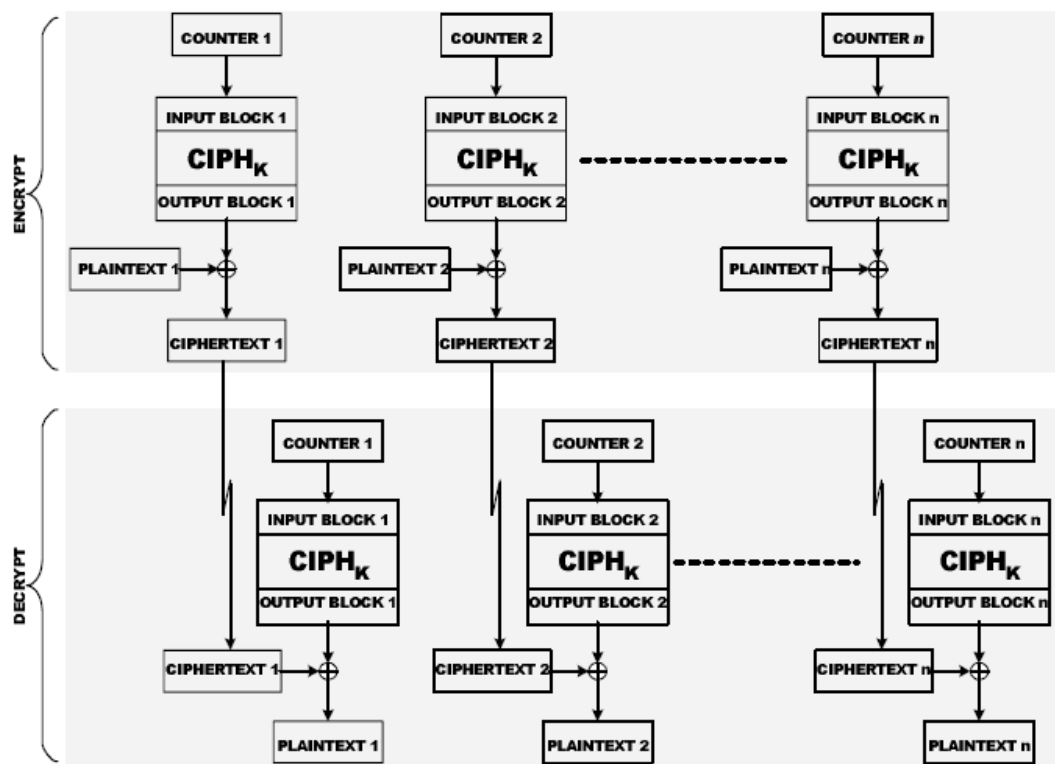 COUNTER 1 COUNTER 2 COUNTER n
INPUT BLOCK 1 INPUT BLOCK 2 INPUT BLOCK n
CIPHK CIPHK CIPHK
OUTPUT BLOCK 1 OUTPUT BLOCK 2 OUTPUT BLOCK n
ENCRYPT
PLAINTEXT 1 PLAINTEXT 2 PLAINTEXT n
CIPHERTEXT 1 CIPHERTEXT 2 CIPHERTEXT n
COUNTER 1 COUNTER 2 COUNTER n
INPUT BLOCK 1 INPUT BLOCK 2 INPUT BLOCK n
CIPHK CIPHK CIPHK
OUTPUT BLOCK 1 OUTPUT BLOCK 2 OUTPUT BLOCK n
DECRYPT
CIPHERTEXT 1 CIPHERTEXT 2 CIPHERTEXT n
PLAINTEXT 1 PLAINTEXT 2 PLAINTEXT n